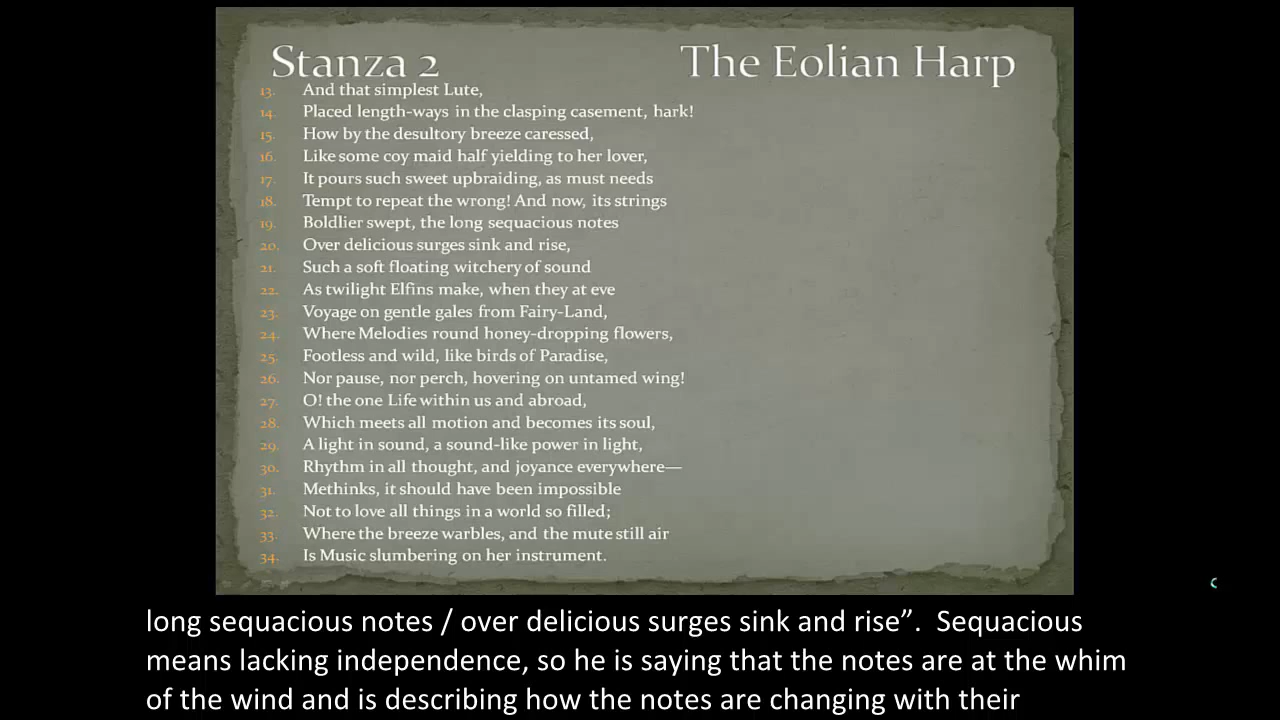 Stanza 2 The Eolian Harp
13. And that simplest Lute,
14. Placed length-ways in the clasping casement, hark!
15. How by the desultory breeze caressed,
16. Like some coy maid half yielding to her lover,
17. It pours such sweet upbraiding, as must needs
18. Tempt to repeat the wrong! And now, its strings
19. Boldlier swept, the long sequacious notes
20. Over delicious surges sink and rise,
21. Such a soft floating witchery of sound
22. As twilight Elfins make, when they at eve
23. Voyage on gentle gales from Fairy-Land,
24. Where Melodies round honey-dropping flowers,
25. Footless and wild, like birds of Paradise,
26. Nor pause, nor perch, hovering on untamed wing!
27. O! the one Life within us and abroad,
28. Which meets all motion and becomes its soul,
29. A light in sound, a sound-like power in light,
30. Rhythm in all thought, and joyance everywhere—
31. Methinks, it should have been impossible
32. Not to love all things in a world so filled;
33. Where the breeze warbles, and the mute still air
34. Is Music slumbering on her instrument.
long sequacious notes / over delicious surges sink and rise”. Sequacious
means lacking independence, so he is saying that the notes are at the whim
of the wind and is describing how the notes are changing with their